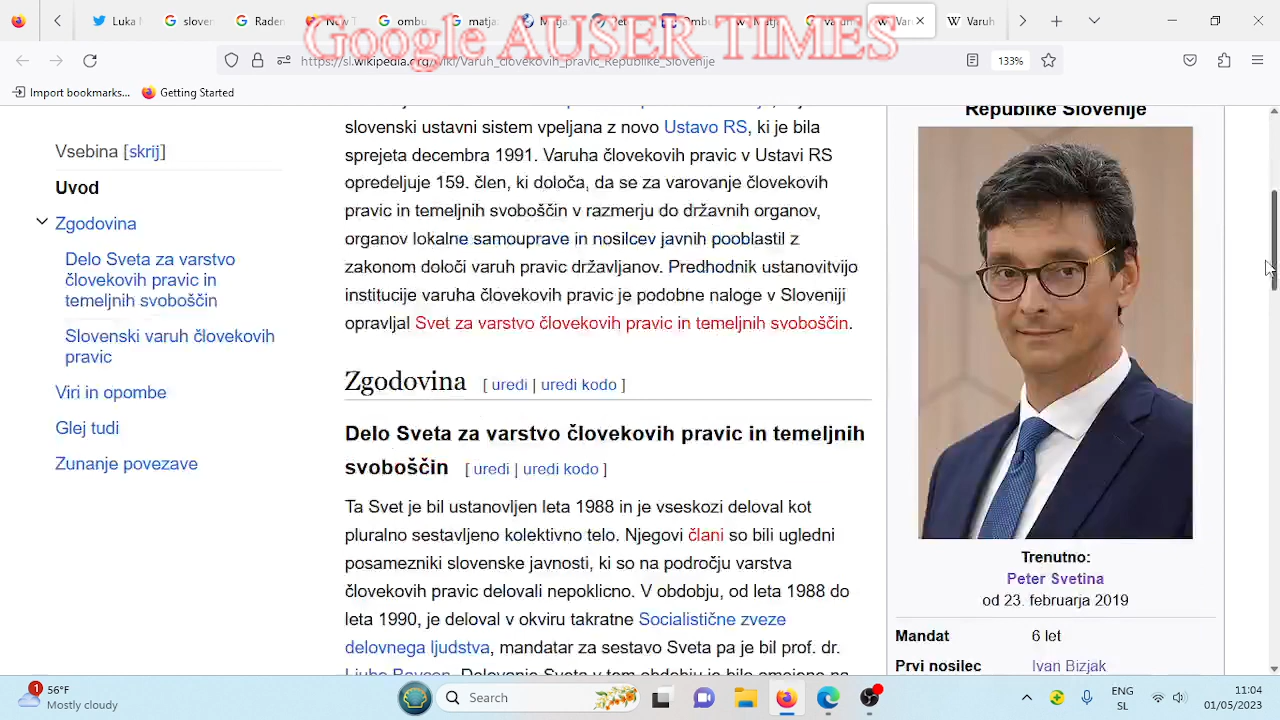 Luka
sloven
Raden
ombu
matja
Varuh
Google AUSER TIMES
https://sl.wikipedia.org/wiki/Varuh_človekovih_pravic_Republike_Slovenije
133%
Import bookmarks...
Getting Started
Vsebina [skrij]
Uvod
Zgodovina
Delo Sveta za varstvo
človekovih pravic in
temeljnih svoboščin
Slovenski varuh človekovih
pravic
Viri in opombe
Glej tudi
Zunanje povezave
slovenski ustavni sistem vpeljana z novo Ustavo RS, ki je bila
sprejeta decembra 1991. Varuha človekovih pravic v Ustavi RS
opredeljuje 159. člen, ki določa, da se za varovanje človekovih
pravic in temeljnih svoboščin v razmerju do državnih organov,
organov lokalne samouprave in nosilcev javnih pooblastil z
zakonom določi varuh pravic državljanov. Predhodnik ustanovitvijo
institucije varuha človekovih pravic je podobne naloge v Sloveniji
opravljal Svet za varstvo človekovih pravic in temeljnih svoboščin.
Zgodovina [ uredi | uredi kodo ]
Delo Sveta za varstvo človekovih pravic in temeljnih
svoboščin [ uredi | uredi kodo ]
Ta Svet je bil ustanovljen leta 1988 in je vseskozi deloval kot
pluralno sestavljeno kolektivno telo. Njegovi člani so bili ugledni
posamezniki slovenske javnosti, ki so na področju varstva
človekovih pravic delovali nepoklicno. V obdobju, od leta 1988 do
leta 1990, je deloval v okviru takratne Socialistične zveze
delovnega ljudstva, mandatar za sestavo Sveta pa je bil prof. dr.
Republike Slovenije
Trenutno:
Peter Svetina
od 23. februarja 2019
Mandat 6 let
Prvi nosilec Ivan Bizjak
1
56°F
Mostly cloudy
Search
ENG
SL
11:04
01/05/2023